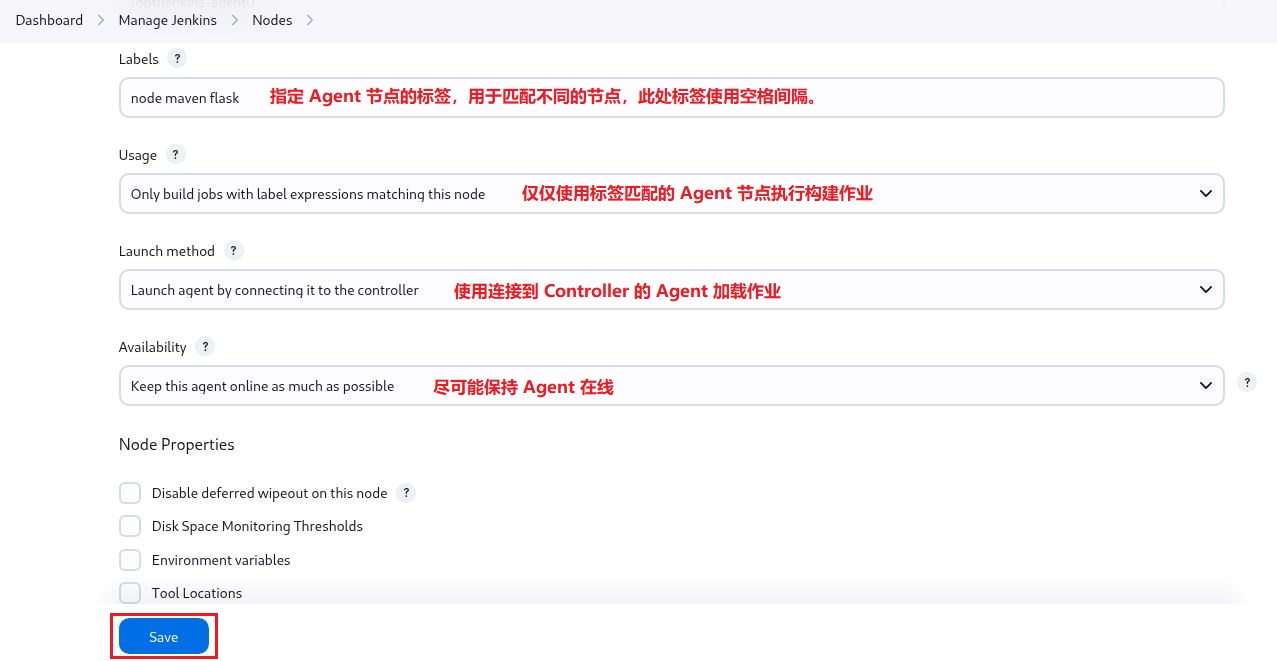 /opt/jenkins-agent0
Dashboard > Manage Jenkins > Nodes >
Labels ?
node maven flask 指定 Agent 节点的标签，用于匹配不同的节点，此处标签使用空格间隔。
Usage ?
Only build jobs with label expressions matching this node 仅仅使用标签匹配的 Agent 节点执行构建作业
Launch method ?
Launch agent by connecting it to the controller 使用连接到 Controller 的 Agent 加载作业
Availability ?
Keep this agent online as much as possible 尽可能保持 Agent 在线 ?
Node Properties
Disable deferred wipeout on this node ?
Disk Space Monitoring Thresholds
Environment variables
Tool Locations
Save